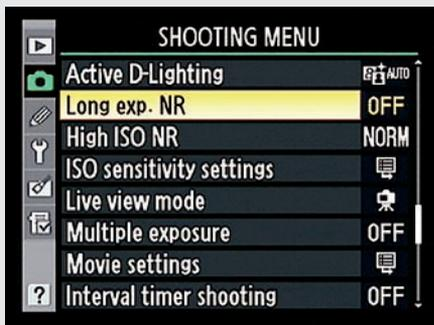 SHOOTING MENU
Active D-Lighting AUTO
Long exp. NR OFF
High ISO NR NORM
ISO sensitivity settings
Live view mode
Multiple exposure OFF
Movie settings
? Interval timer shooting OFF